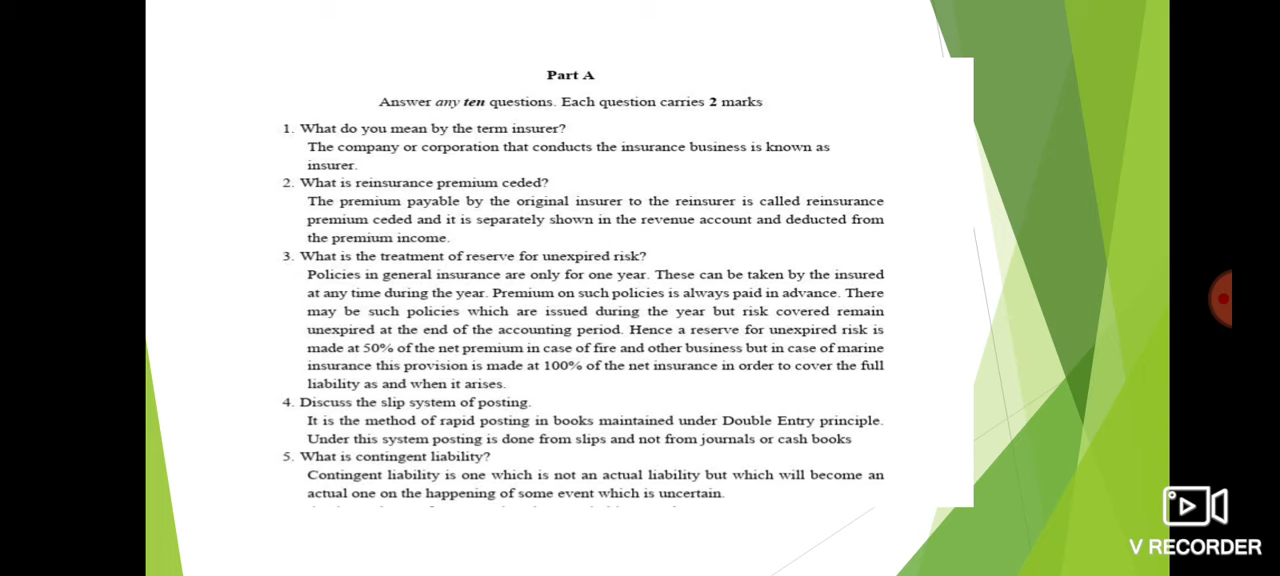 Part A
Answer any ten questions. Each question carries 2 marks
1. What do you mean by the term insurer?
The company or corporation that conducts the insurance business is known as
insurer.
2. What is reinsurance premium ceded?
The premium payable by the original insurer to the reinsurer is called reinsurance
premium ceded and it is separately shown in the revenue account and deducted from
the premium income.
3. What is the treatment of reserve for unexpired risk?
Policies in general insurance are only for one year. These can be taken by the insured
at any time during the year. Premium on such policies is always paid in advance. There
may be such policies which are issued during the year but risk covered remain
unexpired at the end of the accounting period. Hence a reserve for unexpired risk is
made at 50% of the net premium in case of fire and other business but in case of marine
insurance this provision is made at 100% of the net insurance in order to cover the full
liability as and when it arises.
4. Discuss the slip system of posting.
It is the method of rapid posting in books maintained under Double Entry principle.
Under this system posting is done from slips and not from journals or cash books
5. What is contingent liability?
Contingent liability is one which is not an actual liability but which will become an
actual one on the happening of some event which is uncertain.
V RECORDER